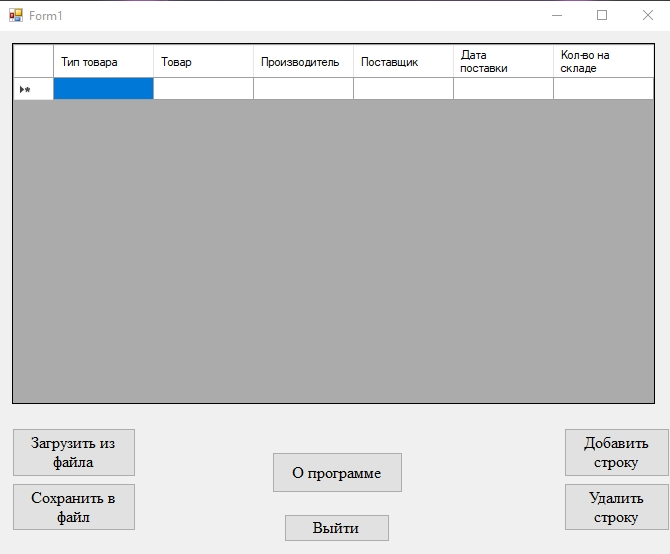 Form1
Тип товара
Товар
Производитель
Поставщик
Дата
поставки
Кол-во на
складе
Загрузить из
файла
Сохранить в
файл
О программе
Выйти
Добавить
строку
Удалить
строку